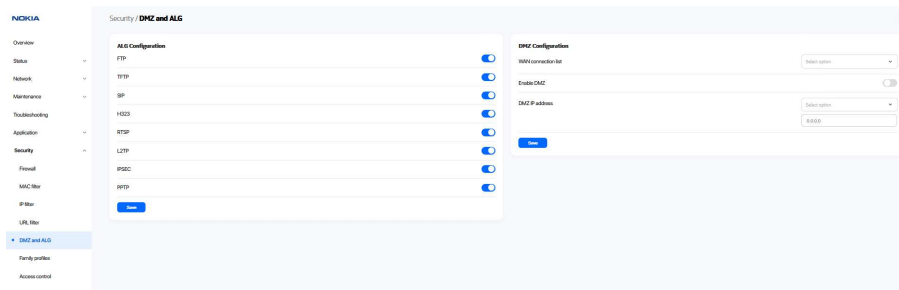 NOKIA
Overview
Status
Network
Maintenance
Troubleshooting
Application
Security
Firewall
MAC filter
IP filter
URL filter
DMZ and ALG
Family profiles
Access control
Security / DMZ and ALG
ALG Configuration
FTP
TFTP
SIP
H323
RTSP
L2TP
IPSEC
PPTP
Save
DMZ Configuration
WAN connection list
Select option
Enable DMZ
DMZ IP address
Select option
0.0.0.0
Save